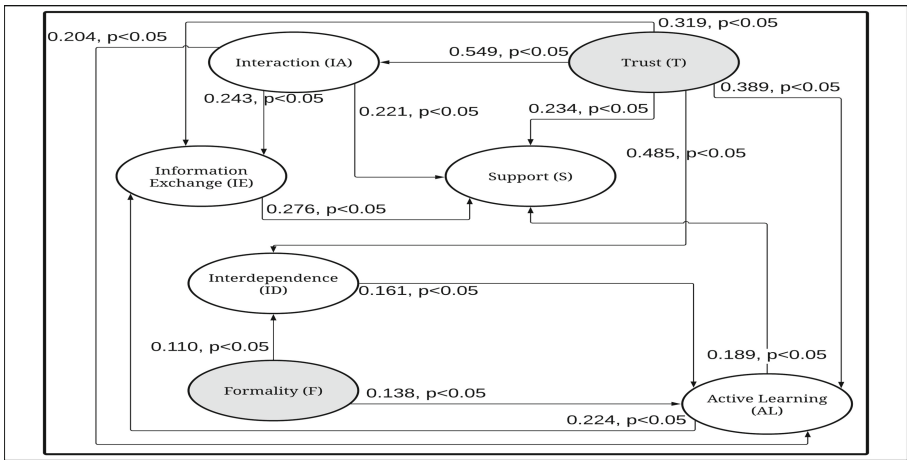 0.319, p<0.05
0.204, p<0.05
0.549, p<0.05
Interaction (IA)
Trust (T)
0.389, p<0.05
0.243, p<0.05
0.221, p<0.05
0.234, p<0.05
0.485, p<0.05
Information
Exchange (IE)
Support (S)
0.276, p<0.05
Interdependence
(ID)
0.161, p<0.05
0.110, p<0.05
0.189, p<0.05
Formality (F)
0.138, p<0.05
Active Learning
(AL)
0.224, p<0.05